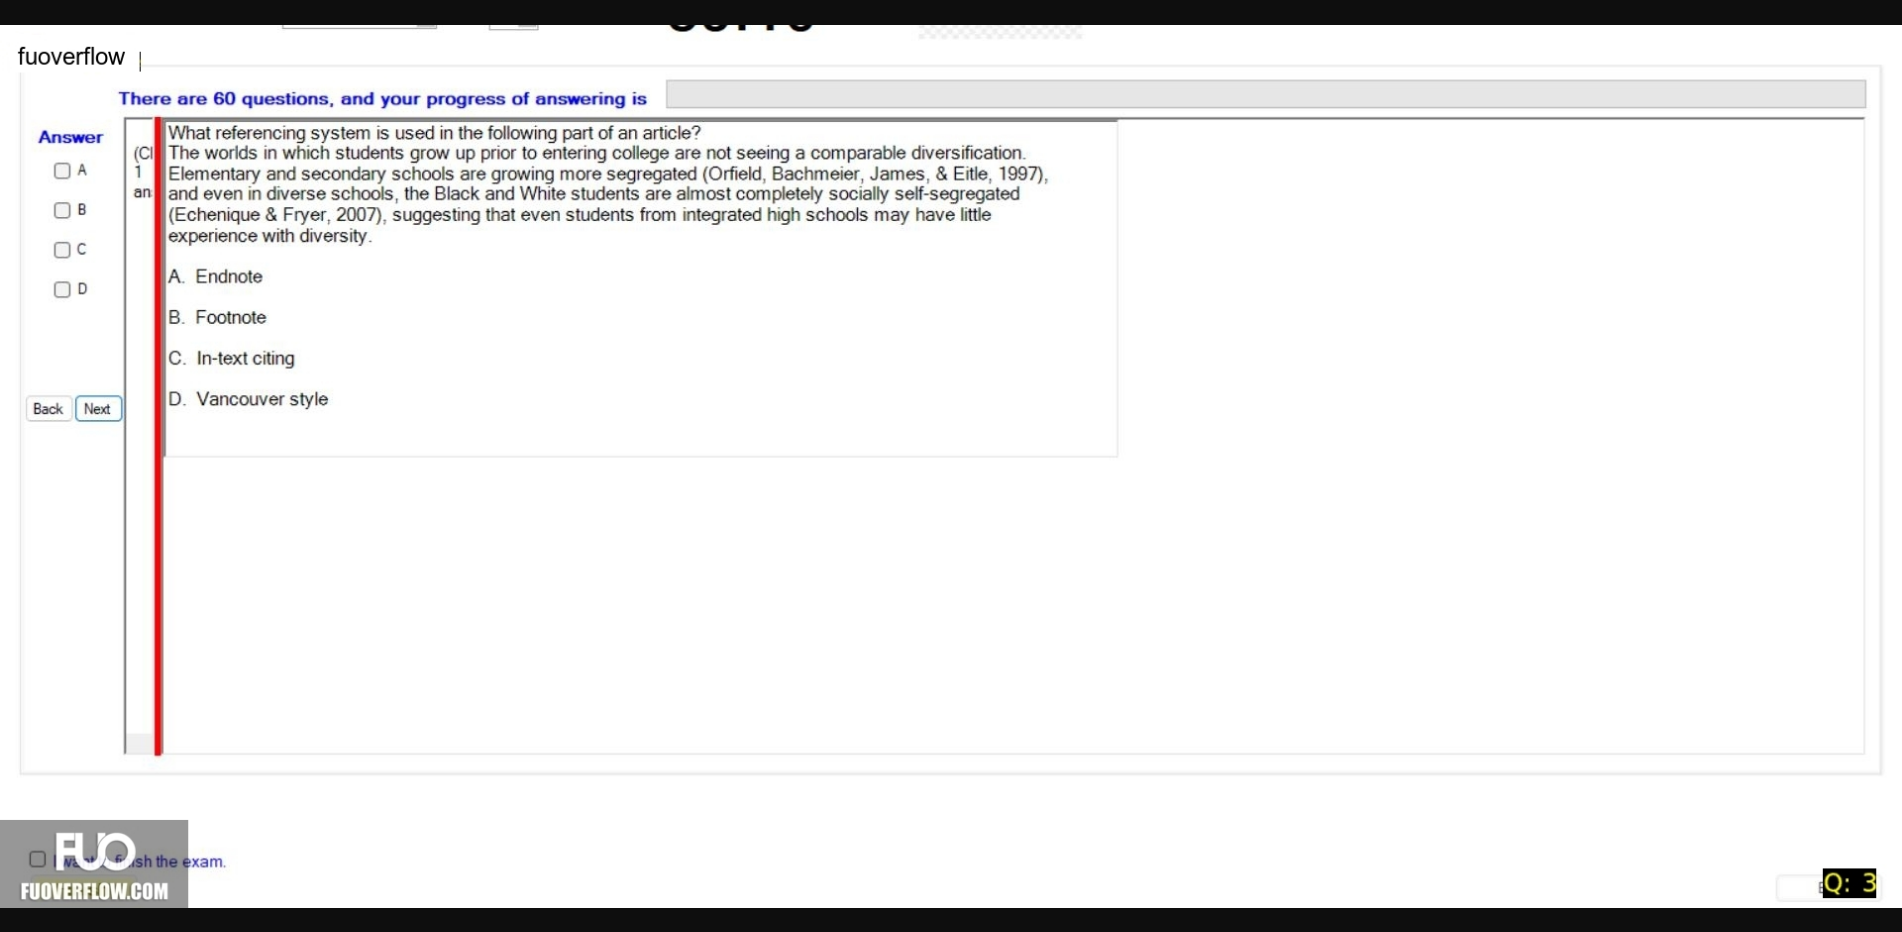 fuoverflow
There are 60 questions, and your progress of answering is
Answer
A
B
C
D
Back Next
(Cl
1
an
What referencing system is used in the following part of an article?
The worlds in which students grow up prior to entering college are not seeing a comparable diversification.
Elementary and secondary schools are growing more segregated (Orfield, Bachmeier, James, & Eitle, 1997),
and even in diverse schools, the Black and White students are almost completely socially self-segregated
(Echenique & Fryer, 2007), suggesting that even students from integrated high schools may have little
experience with diversity.
A. Endnote
B. Footnote
C. In-text citing
D. Vancouver style
FUO
the exam.
FUOVERFLOW.COM
Q: 3